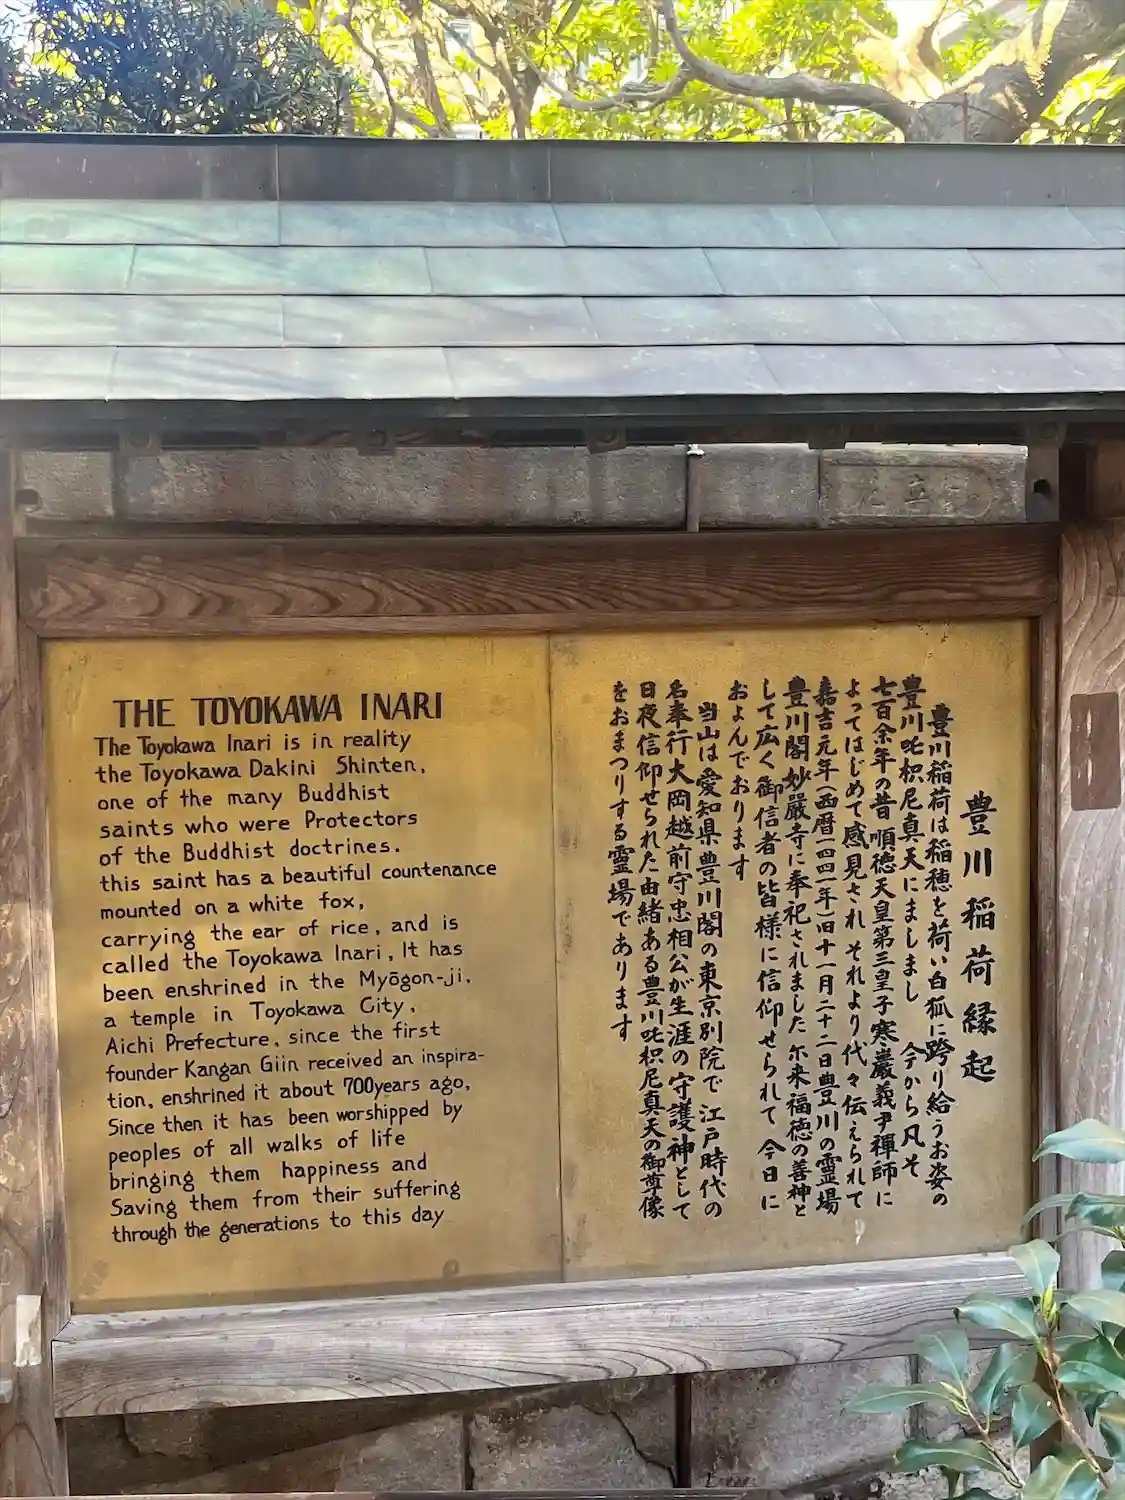 THE TOYOKAWA INARI
The Toyokawa Inari is in reality
the Toyokawa Dakini Shinten,
one of the many Buddhist
saints who were Protectors
of the Buddhist doctrines.
this saint has a beautiful countenance
mounted on a white fox,
carrying the ear of rice, and is
called the Toyokawa Inari, It has
been enshrined in the Myōgon-ji,
a temple in Toyokawa City,
Aichi Prefecture, since the first
founder Kangan Giin received an inspira-
tion, enshrined it about 700years ago,
Since then it has been worshipped by
peoples of all walks of life
bringing them happiness and
Saving them from their suffering
through the generations to this day
豊川稲荷縁起
豊川稲荷は稲穂を荷い白狐に跨り給うお姿の
豊川吒枳尼真天にましまし 今から凡そ
七百余年の昔順徳天皇第三皇子寒巖義尹禪師に
よってはじめて感見されそれより代々伝えられて
嘉吉元年(西暦一四四一年)旧十一月二十二日豊川の霊場
豊川閣妙嚴寺に奉祀されました 尓来福徳の善神と
して広く御信者の皆様に信仰せられて今日に
およんでおります
当山は愛知県豊川閣の東京別院で江戸時代の
名奉行大岡越前守忠相公が生涯の守護神として
日夜信仰せられた由緒ある豊川吒枳尼真天の御尊像
をおまつりする霊場であります